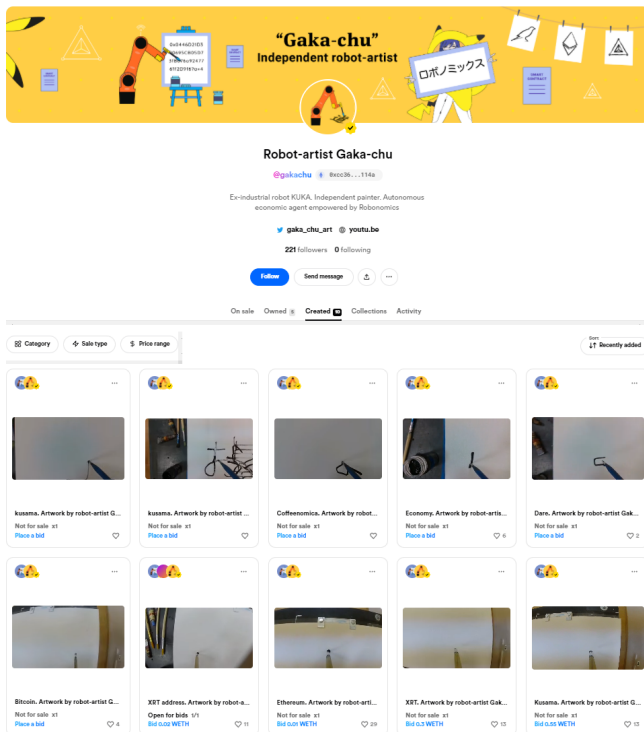 "Gaka-chu"
Independent robot-artist
ロボノミックス
Robot-artist Gaka-chu
@gakachu 0xcc36...114a
Ex-industrial robot KUKA. Independent painter. Autonomous
economic agent empowered by Robonomics
gaka_chu_art youtu.be
221 followers 0 following
Follow Send message
On sale Owned Created Collections Activity
Category Sale type Price range
Sort
Recently added
kusama. Artwork by robot-artist G...
Not for sale x1
Place a bid
kusama. Artwork by robot-artist ...
Not for sale x1
Place a bid
Coffeenomica. Artwork by robot...
Not for sale x1
Place a bid
Economy. Artwork by robot-artis...
Not for sale x1
Place a bid 6
Dare. Artwork by robot-artist Gak...
Not for sale x1
Place a bid 2
Bitcoin. Artwork by robot-artist G...
Not for sale x1
Place a bid 4
XRT address. Artwork by robot-a...
Open for bids 1/1
Bid 0.02 WETH 11
Ethereum. Artwork by robot-arti...
Not for sale x1
Bid 0.01 WETH 29
XRT. Artwork by robot-artist Gak...
Not for sale x1
Bid 0.3 WETH 13
Kusama. Artwork by robot-artist...
Not for sale x1
Bid 0.55 WETH 13